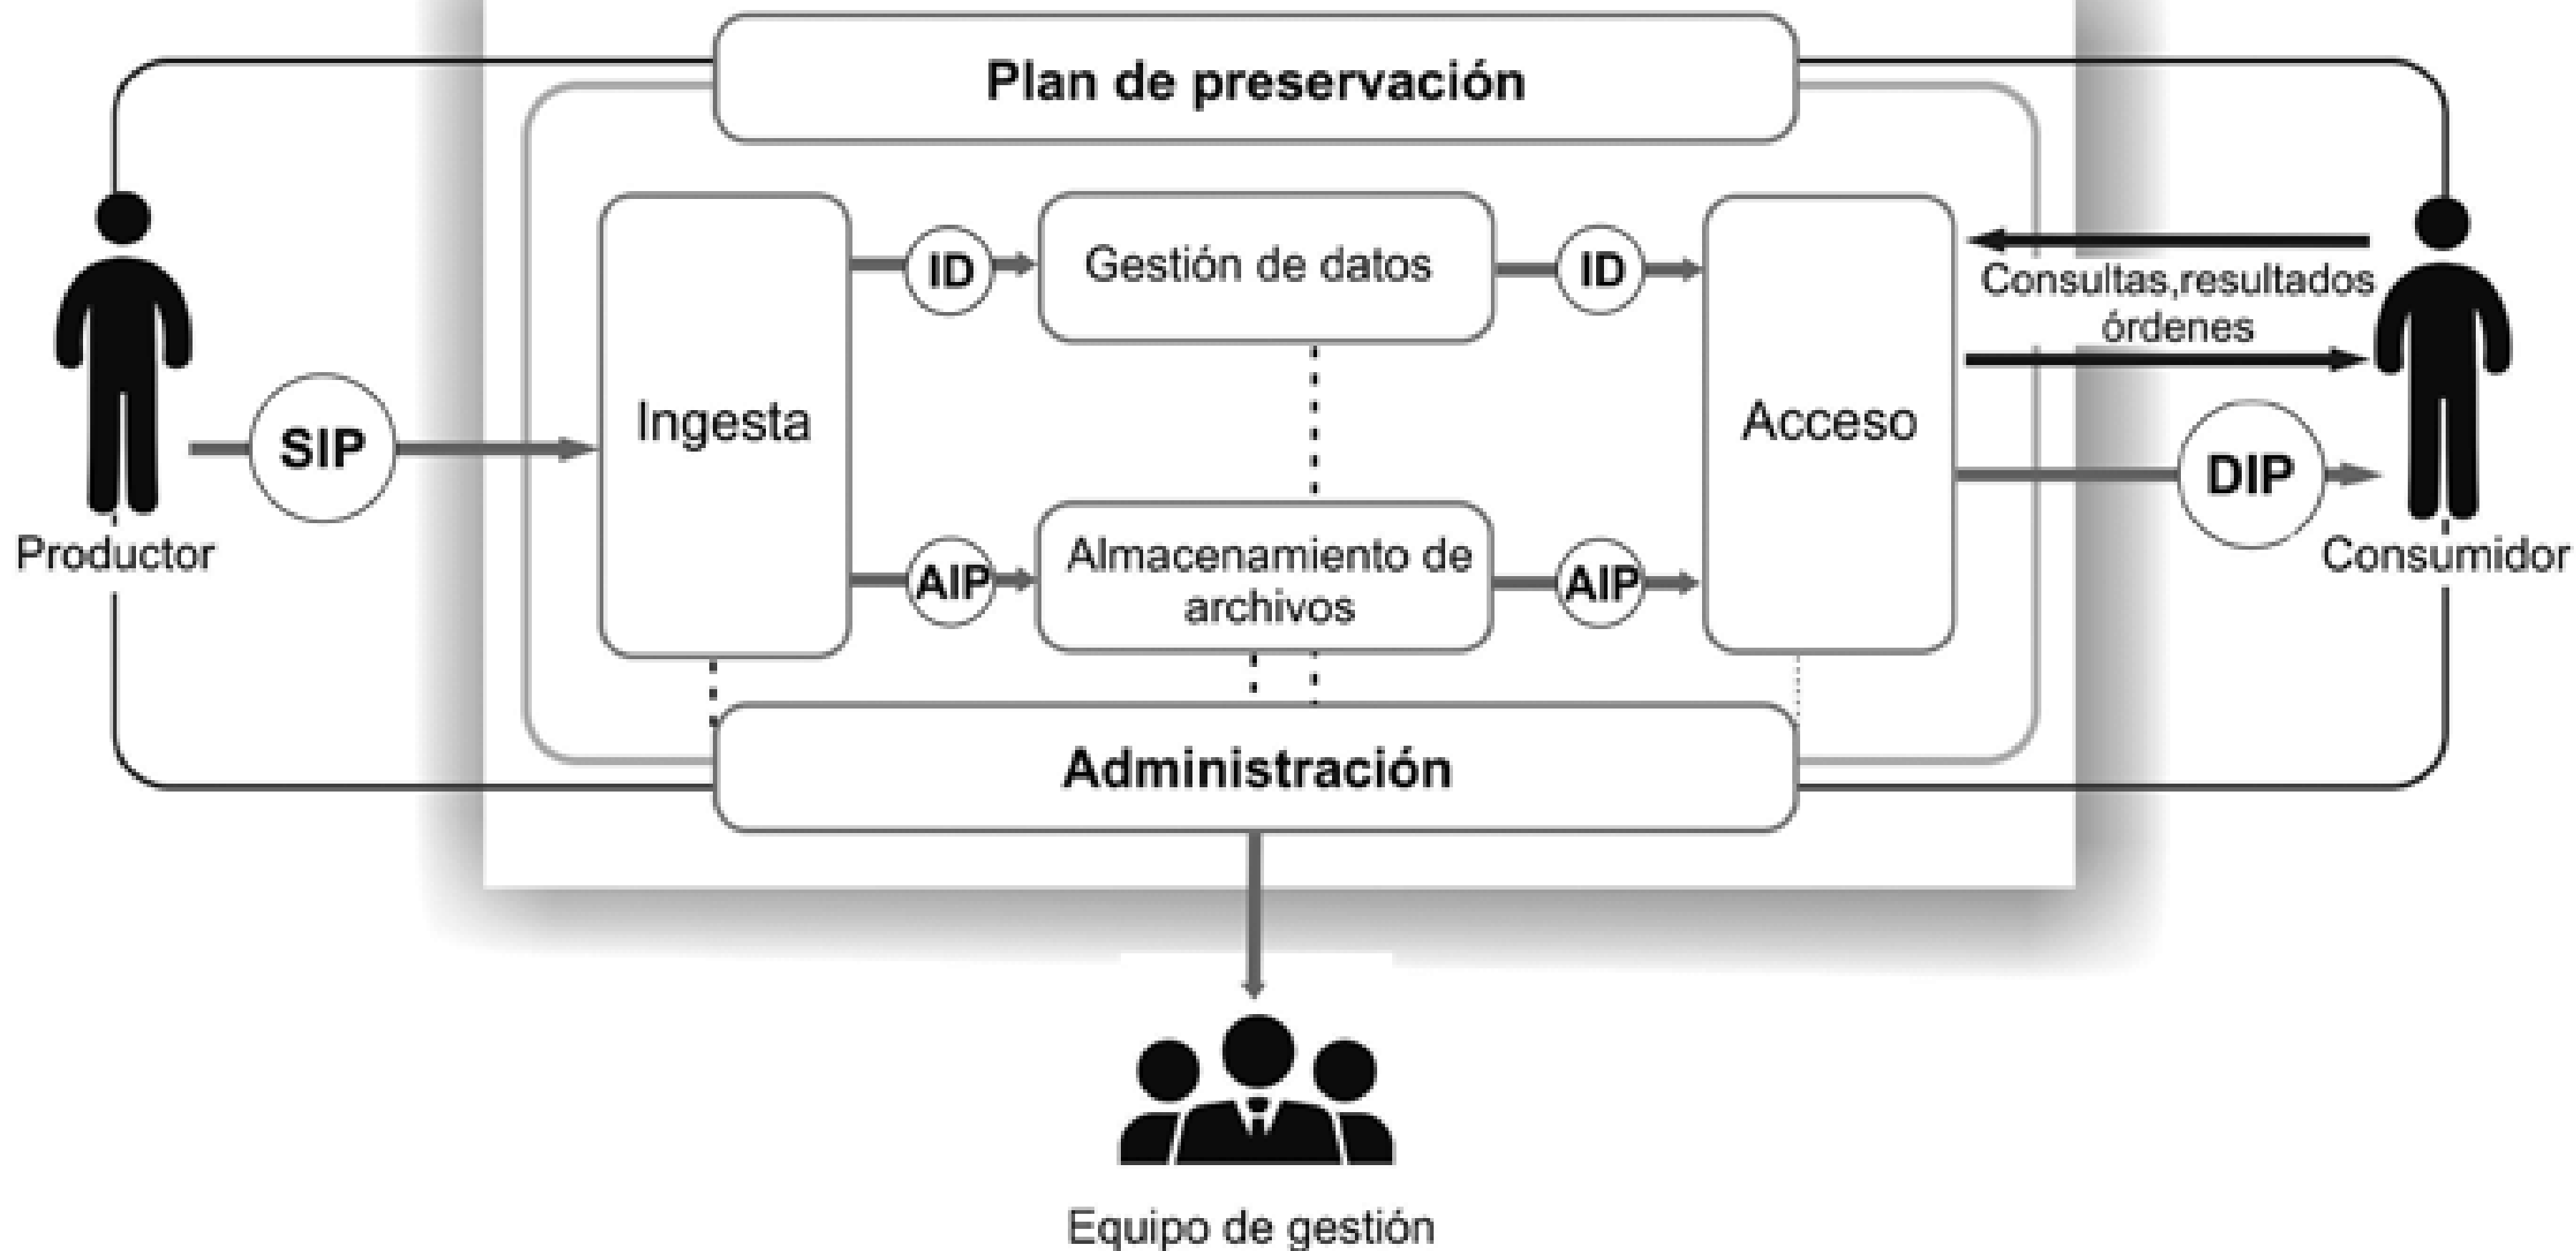 Plan de preservación
ID
Gestión de datos
ID
Consultas,resultados
órdenes
Ingesta
Acceso
SIP
DIP
Productor
AIP
Almacenamiento de
archivos
AIP
Consumidor
Administración
Equipo de gestión